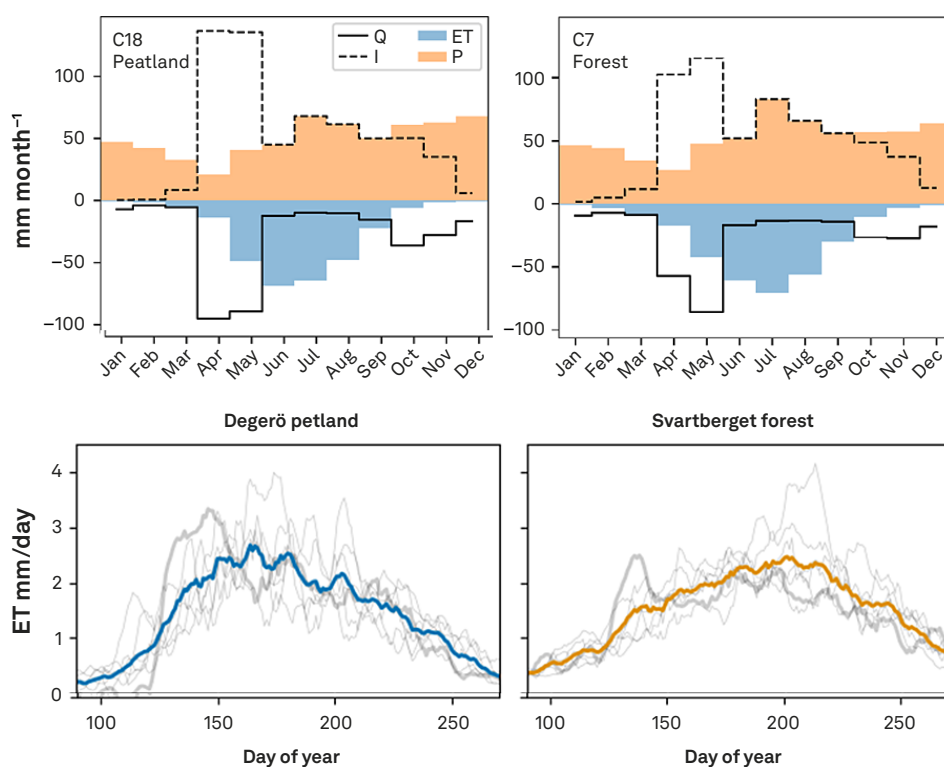 C18
Peatland
Q
ET
I
P
C7
Forest
100
50
0
−50
−100
mm month⁻¹
Jan Feb Mar Apr May Jun Jul Aug Sep Oct Nov Dec
100
50
0
−50
−100
Jan Feb Mar Apr May Jun Jul Aug Sep Oct Nov Dec
Degerö petland
Svartberget forest
4
3
2
1
0
ET mm/day
100 150 200 250
Day of year
100 150 200 250
Day of year